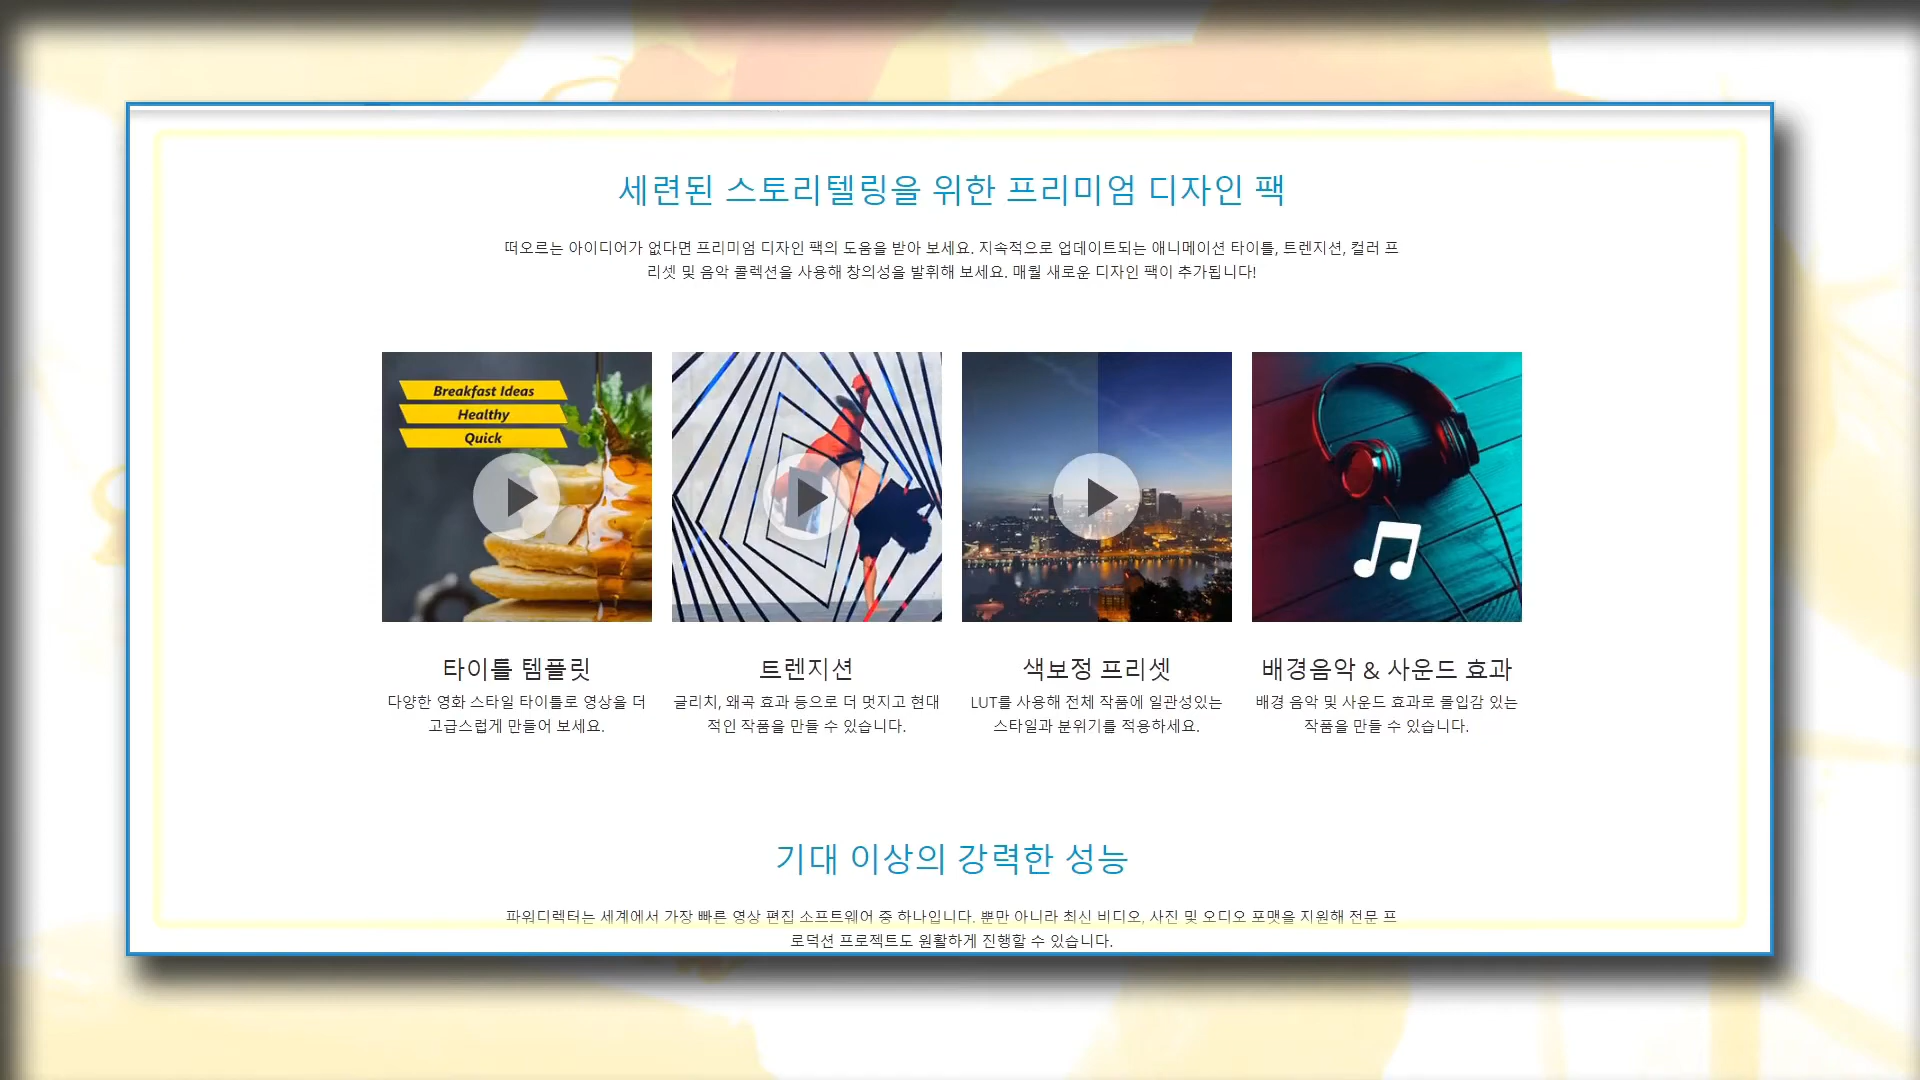 세련된 스토리텔링을 위한 프리미엄 디자인 팩
떠오르는 아이디어가 없다면 프리미엄 디자인 팩의 도움을 받아 보세요. 지속적으로 업데이트되는 애니메이션 타이틀, 트렌지션, 컬러 프
리셋 및 음악 콜렉션을 사용해 창의성을 발휘해 보세요. 매월 새로운 디자인 팩이 추가됩니다!
Breakfast Ideas
Healthy
Quick
타이틀 템플릿
다양한 영화 스타일 타이틀로 영상을 더
고급스럽게 만들어 보세요.
트렌지션
글리치, 왜곡 효과 등으로 더 멋지고 현대
적인 작품을 만들 수 있습니다.
색보정 프리셋
LUT를 사용해 전체 작품에 일관성있는
스타일과 분위기를 적용하세요.
배경음악 & 사운드 효과
배경 음악 및 사운드 효과로 몰입감 있는
작품을 만들 수 있습니다.
기대 이상의 강력한 성능
파워디렉터는 세계에서 가장 빠른 영상 편집 소프트웨어 중 하나입니다. 뿐만 아니라 최신 비디오, 사진 및 오디오 포맷을 지원해 전문 프
로덕션 프로젝트도 원활하게 진행할 수 있습니다.